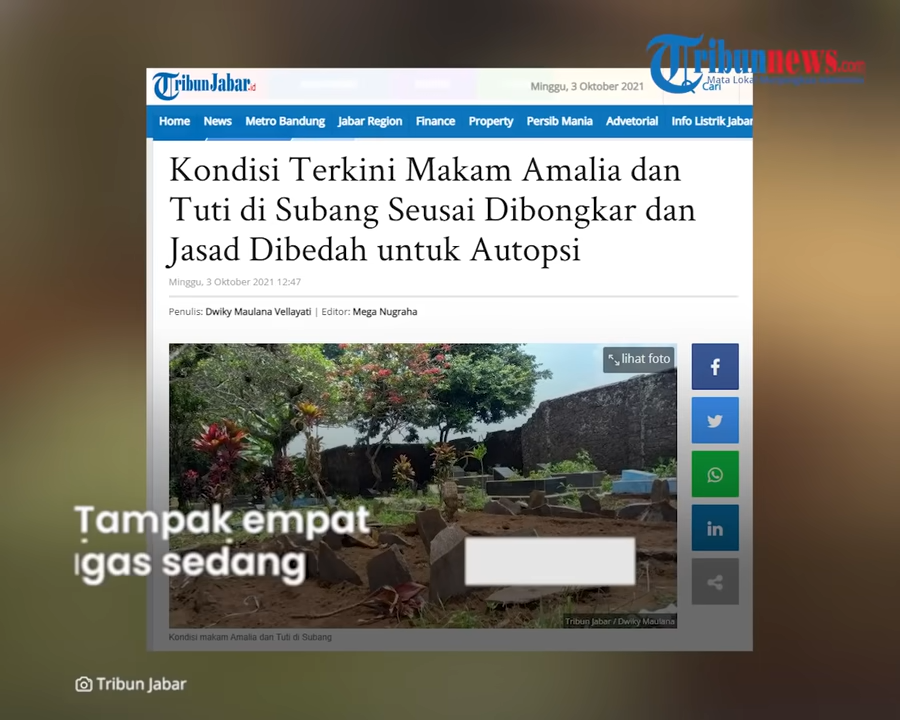 Tribunnews.com
Mata Loka
TribunJabar.id
Minggu, 3 Oktober 2021
Cari
Home News Metro Bandung Jabar Region Finance Property Persib Mania Advetorial Info Listrik Jabar
Kondisi Terkini Makam Amalia dan
Tuti di Subang Seusai Dibongkar dan
Jasad Dibedah untuk Autopsi
Minggu, 3 Oktober 2021 12:47
Penulis: Dwiky Maulana Vellayati | Editor: Mega Nugraha
lihat foto
Tampak empat
sedang
Tribun Jabar / Dwiky Maulana
Kondisi makam Amalia dan Tuti di Subang
Tribun Jabar